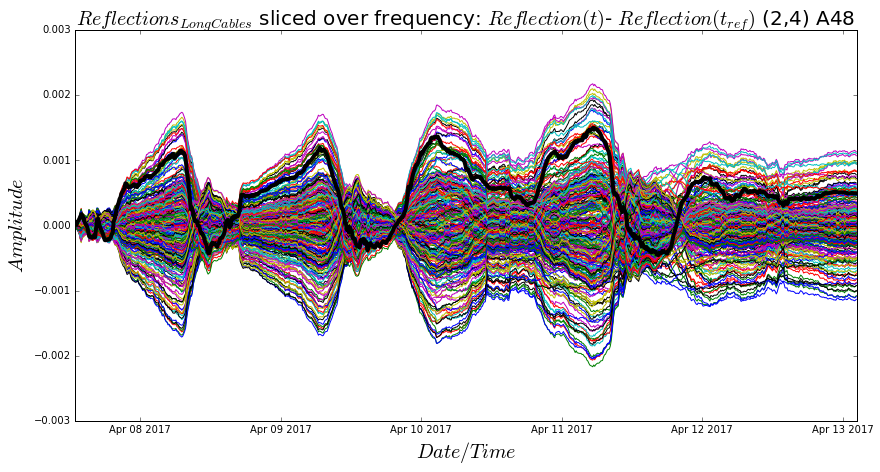 Reflections_LongCables sliced over frequency: Reflection(t)- Reflection(t_ref) (2,4) A48
0.003
0.002
0.001
0.000
−0.001
−0.002
−0.003
Amplitude
Apr 08 2017 Apr 09 2017 Apr 10 2017 Apr 11 2017 Apr 12 2017 Apr 13 2017
Date/Time